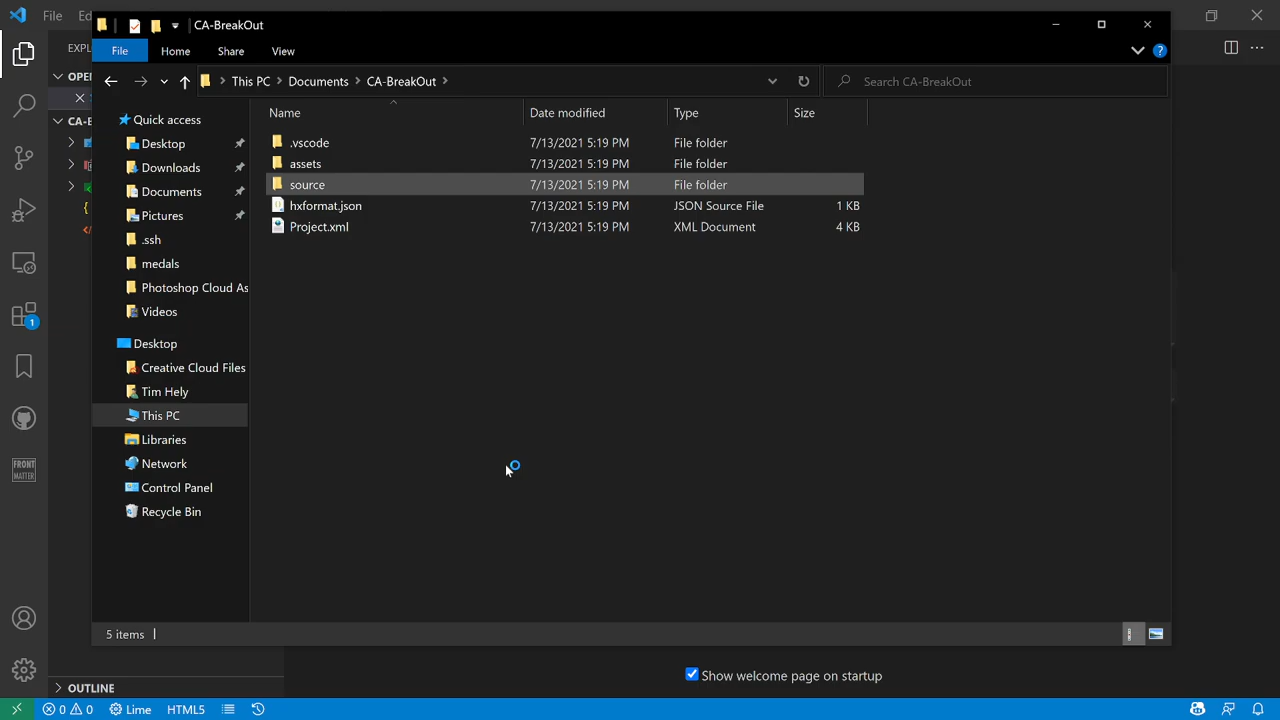 File Ed
CA-BreakOut
EXPL
File Home Share View
OPEN
This PC Documents CA-BreakOut
Search CA-BreakOut
CA-B
Name Date modified Type Size
Quick access
Desktop
Downloads
Documents
Pictures
.ssh
medals
Photoshop Cloud As
Videos
Desktop
Creative Cloud Files
Tim Hely
This PC
Libraries
Network
Control Panel
Recycle Bin
.vscode 7/13/2021 5:19 PM File folder
assets 7/13/2021 5:19 PM File folder
source 7/13/2021 5:19 PM File folder
hxformat.json 7/13/2021 5:19 PM JSON Source File 1 KB
Project.xml 7/13/2021 5:19 PM XML Document 4 KB
1
FRONT
MATTER
5 items
Show welcome page on startup
OUTLINE
0 0 Lime HTML5